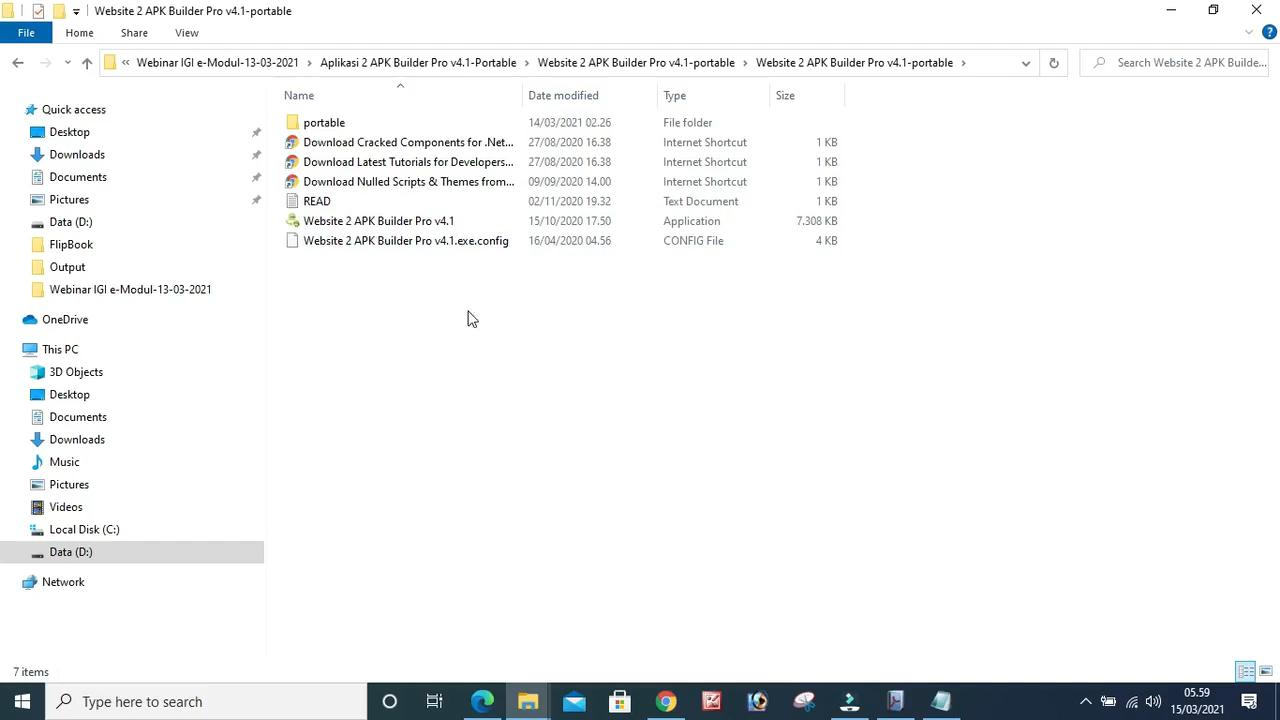 Website 2 APK Builder Pro v4.1-portable
File Home Share View
« Webinar IGI e-Modul-13-03-2021 > Aplikasi 2 APK Builder Pro v4.1-Portable > Website 2 APK Builder Pro v4.1-portable > Website 2 APK Builder Pro v4.1-portable >
Search Website 2 APK Builde...
Name Date modified Type Size
portable 14/03/2021 02.26 File folder
Download Cracked Components for .Net... 27/08/2020 16.38 Internet Shortcut 1 KB
Download Latest Tutorials for Developers... 27/08/2020 16.38 Internet Shortcut 1 KB
Download Nulled Scripts & Themes from... 09/09/2020 14.00 Internet Shortcut 1 KB
READ 02/11/2020 19.32 Text Document 1 KB
Website 2 APK Builder Pro v4.1 15/10/2020 17.50 Application 7.308 KB
Website 2 APK Builder Pro v4.1.exe.config 16/04/2020 04.56 CONFIG File 4 KB
Quick access
Desktop
Downloads
Documents
Pictures
Data (D:)
FlipBook
Output
Webinar IGI e-Modul-13-03-2021
OneDrive
This PC
3D Objects
Desktop
Documents
Downloads
Music
Pictures
Videos
Local Disk (C:)
Data (D:)
Network
7 items
Type here to search
05.59
15/03/2021